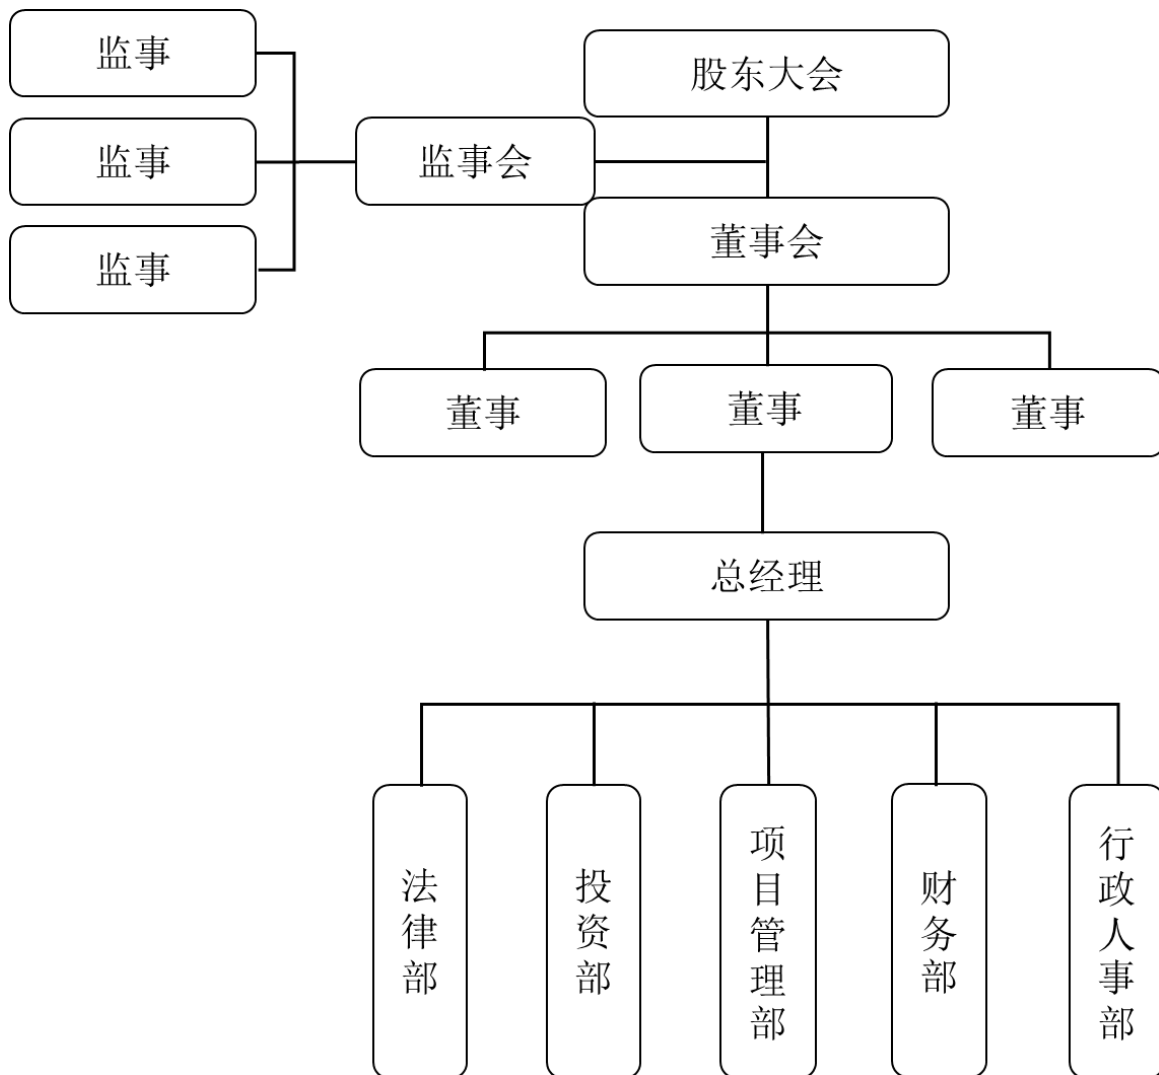 监事
股东大会
监事
监事会
董事会
监事
董事
董事
董事
总经理
法律部
投资部
项目管理部
财务部
行政人事部